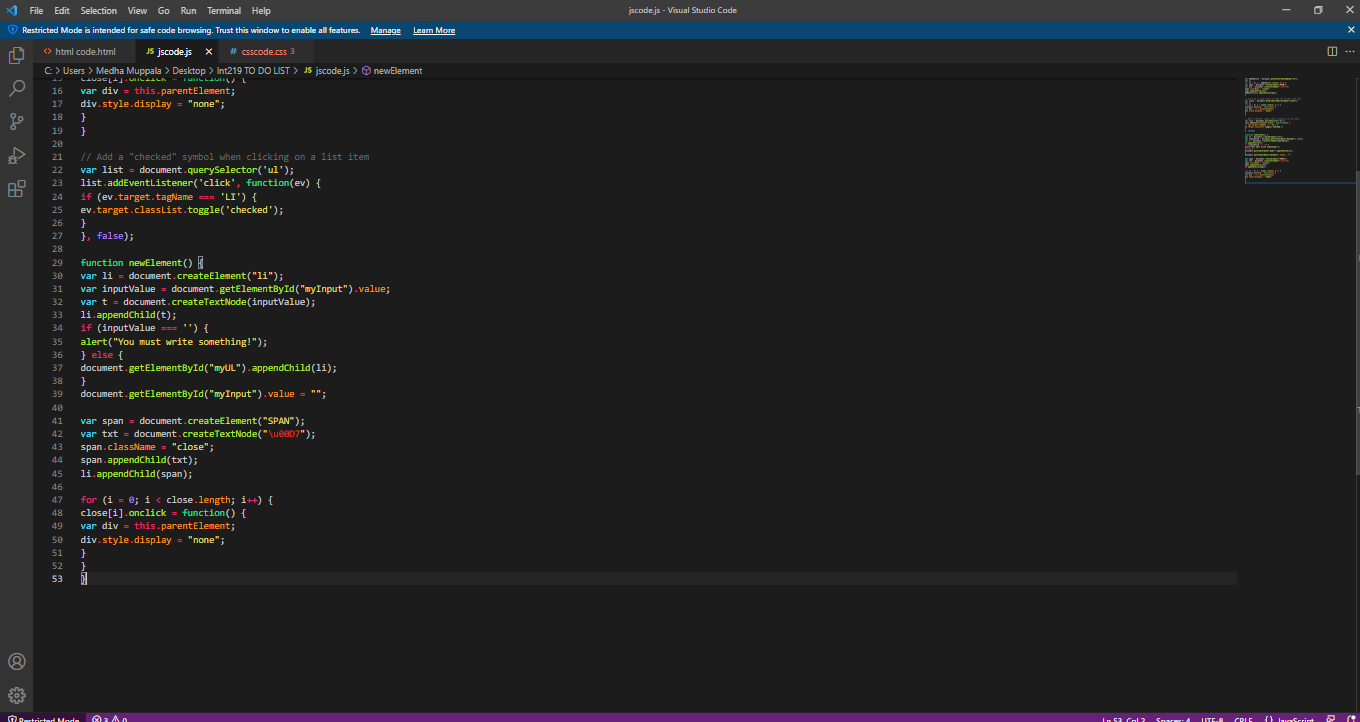 File Edit Selection View Go Run Terminal Help
jscode.js - Visual Studio Code
Restricted Mode is intended for safe code browsing. Trust this window to enable all features. Manage Learn More
<> html code.html JS jscode.js # csscode.css 3
C: > Users > Medha Muppala > Desktop > Int219 TO DO LIST > JS jscode.js > newElement
15 close[i].onclick = function() {
16 var div = this.parentElement;
17 div.style.display = "none";
18 }
19 }
20
21 // Add a "checked" symbol when clicking on a list item
22 var list = document.querySelector('ul');
23 list.addEventListener('click', function(ev) {
24 if (ev.target.tagName === 'LI') {
25 ev.target.classList.toggle('checked');
26 }
27 }, false);
28
29 function newElement() {
30 var li = document.createElement("li");
31 var inputValue = document.getElementById("myInput").value;
32 var t = document.createTextNode(inputValue);
33 li.appendChild(t);
34 if (inputValue === '') {
35 alert("You must write something!");
36 } else {
37 document.getElementById("myUL").appendChild(li);
38 }
39 document.getElementById("myInput").value = "";
40
41 var span = document.createElement("SPAN");
42 var txt = document.createTextNode("\u00D7");
43 span.className = "close";
44 span.appendChild(txt);
45 li.appendChild(span);
46
47 for (i = 0; i < close.length; i++) {
48 close[i].onclick = function() {
49 var div = this.parentElement;
50 div.style.display = "none";
51 }
52 }
53 }
Restricted Mode 3 0 Ln 53, Col 2 Spaces: 4 UTF-8 CRLF {} JavaScript